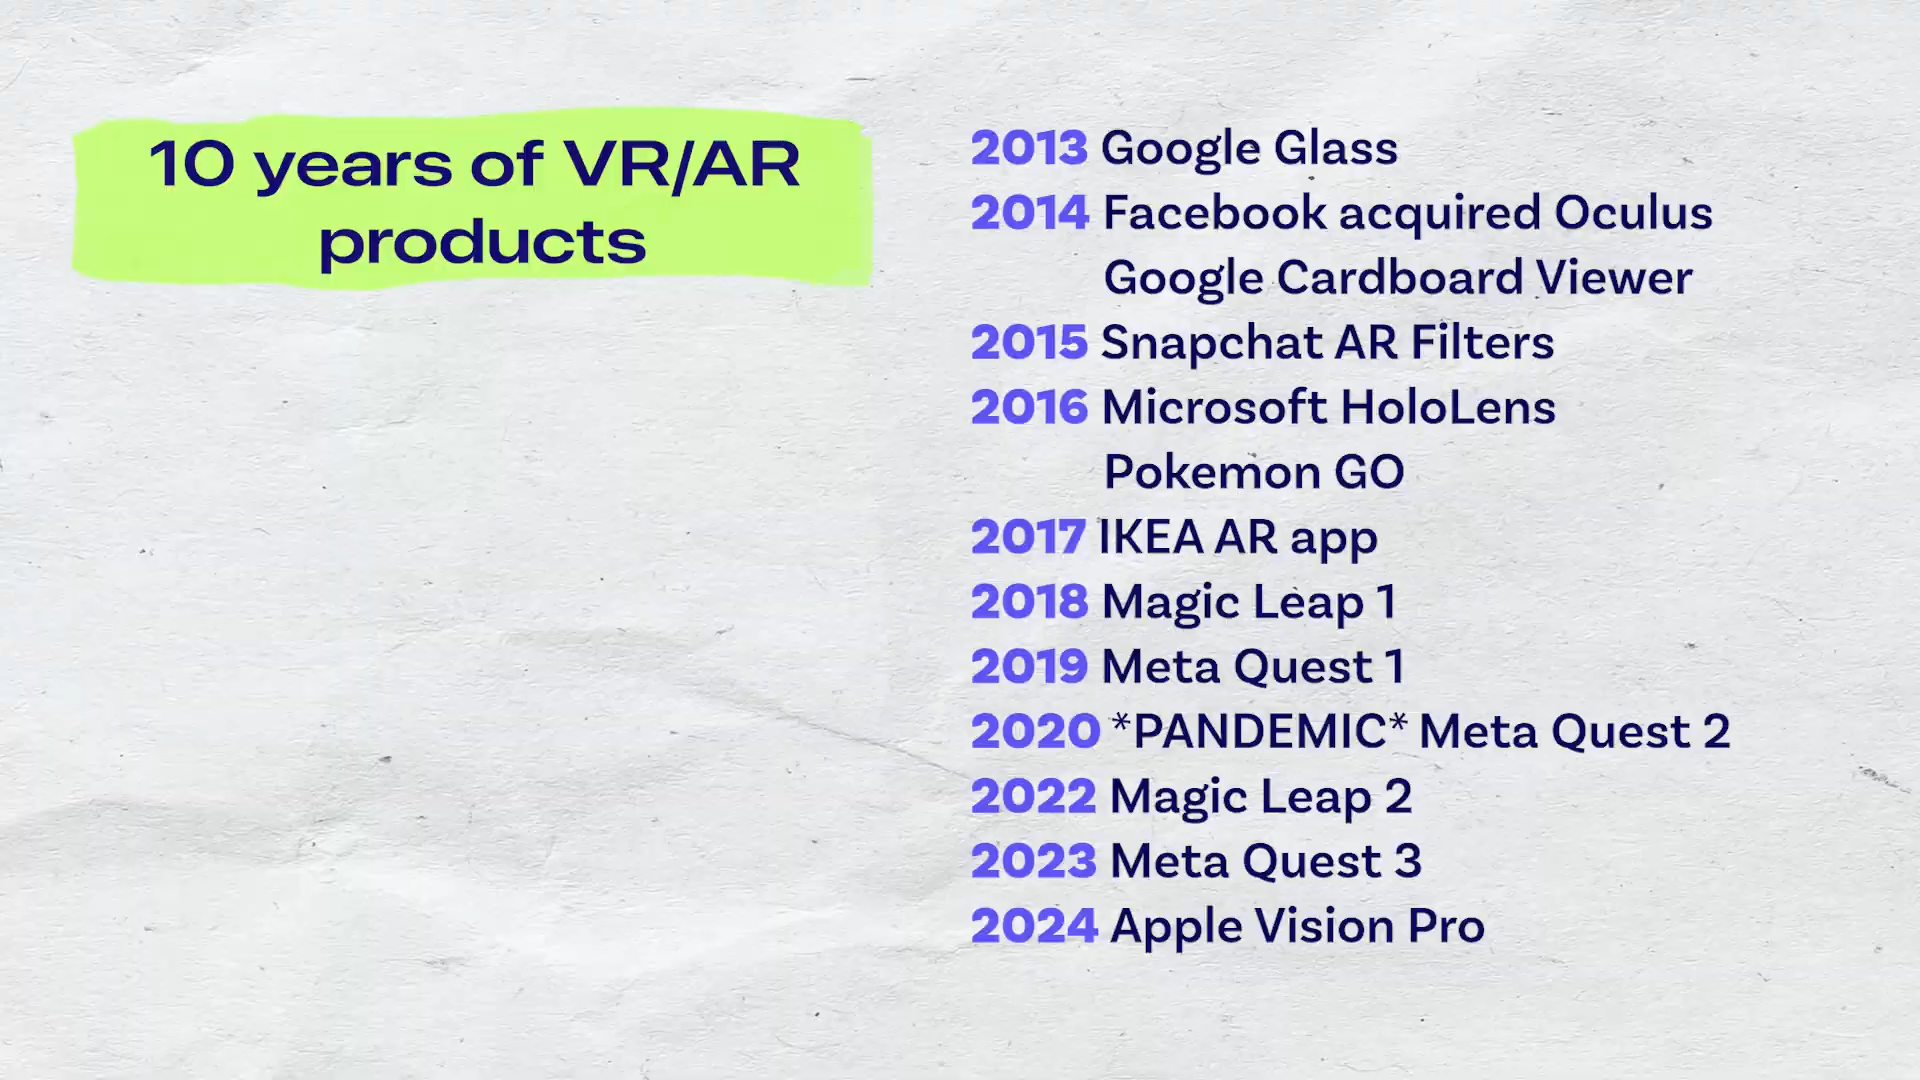 10 years of VR/AR
products
2013 Google Glass
2014 Facebook acquired Oculus
Google Cardboard Viewer
2015 Snapchat AR Filters
2016 Microsoft HoloLens
Pokemon GO
2017 IKEA AR app
2018 Magic Leap 1
2019 Meta Quest 1
2020 *PANDEMIC* Meta Quest 2
2022 Magic Leap 2
2023 Meta Quest 3
2024 Apple Vision Pro